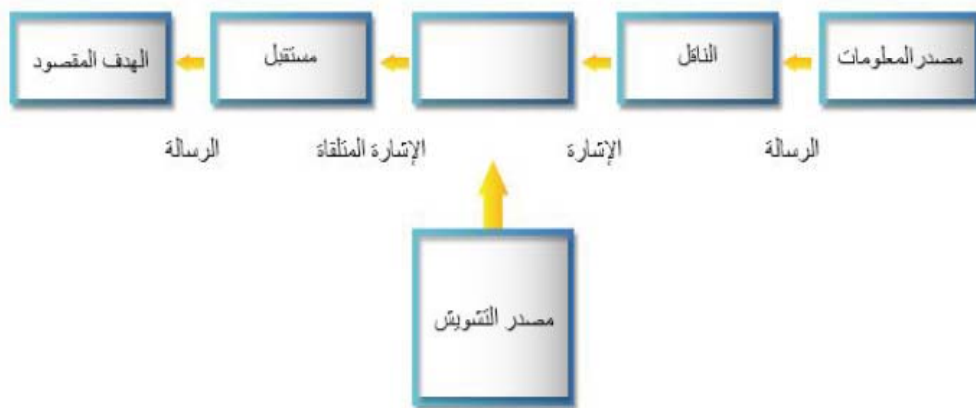 مصدر المعلومات
الناقل
مستقبل
الهدف المقصود
الرسالة
الإشارة
الإشارة المتلقاة
الرسالة
مصدر التشويش